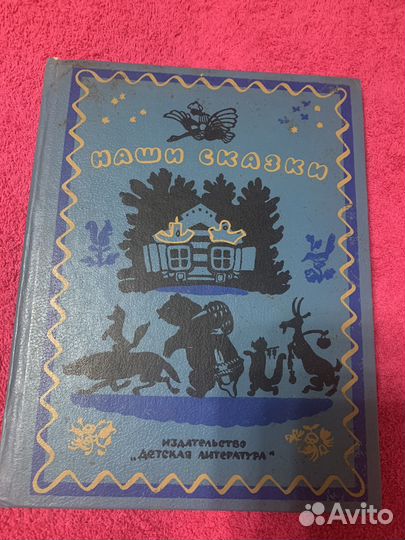 НАШИ СКАЗКИ
ИЗДАТЕЛЬСТВО
„ДЕТСКАЯ ЛИТЕРАТУРА"
Avito